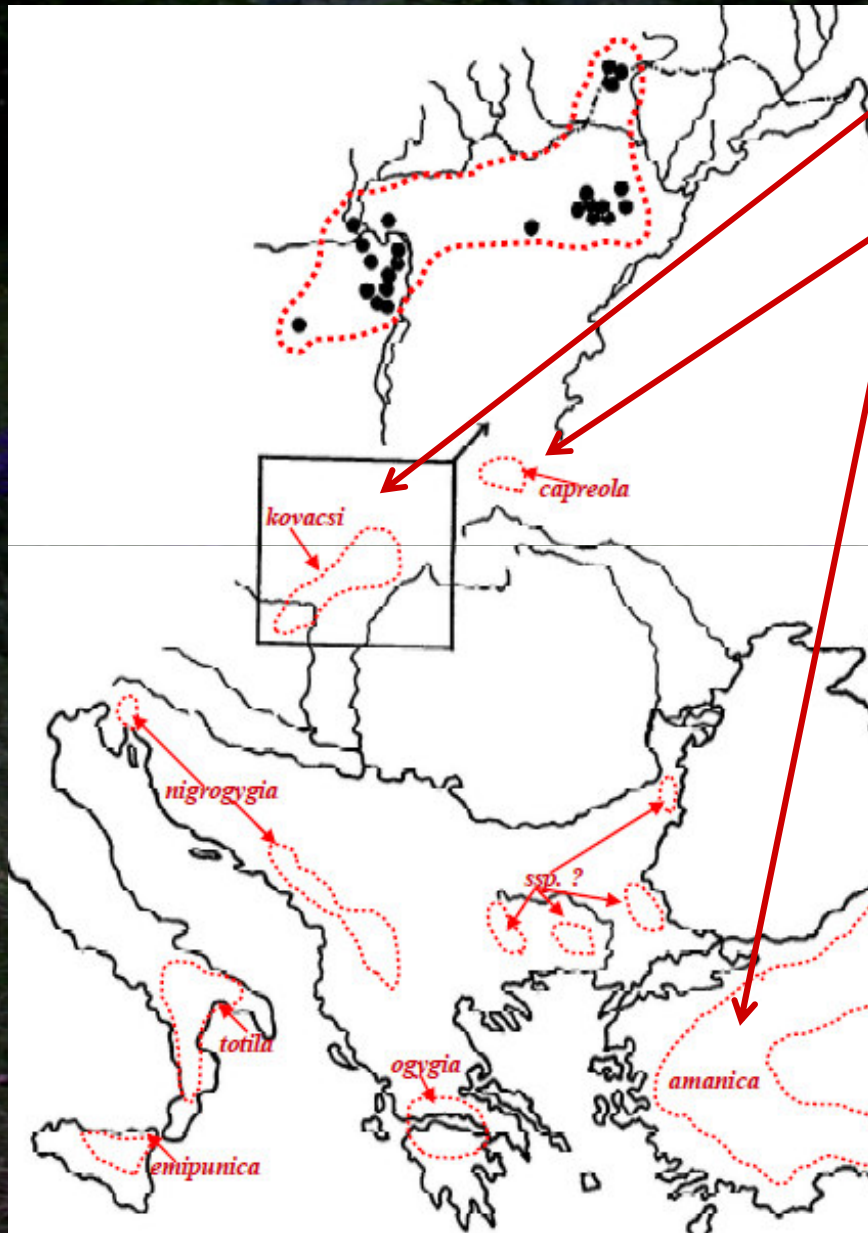 capreola
kovacsi
nigrogygia
ssp. ?
totila
ogygia
amanica
emipunica